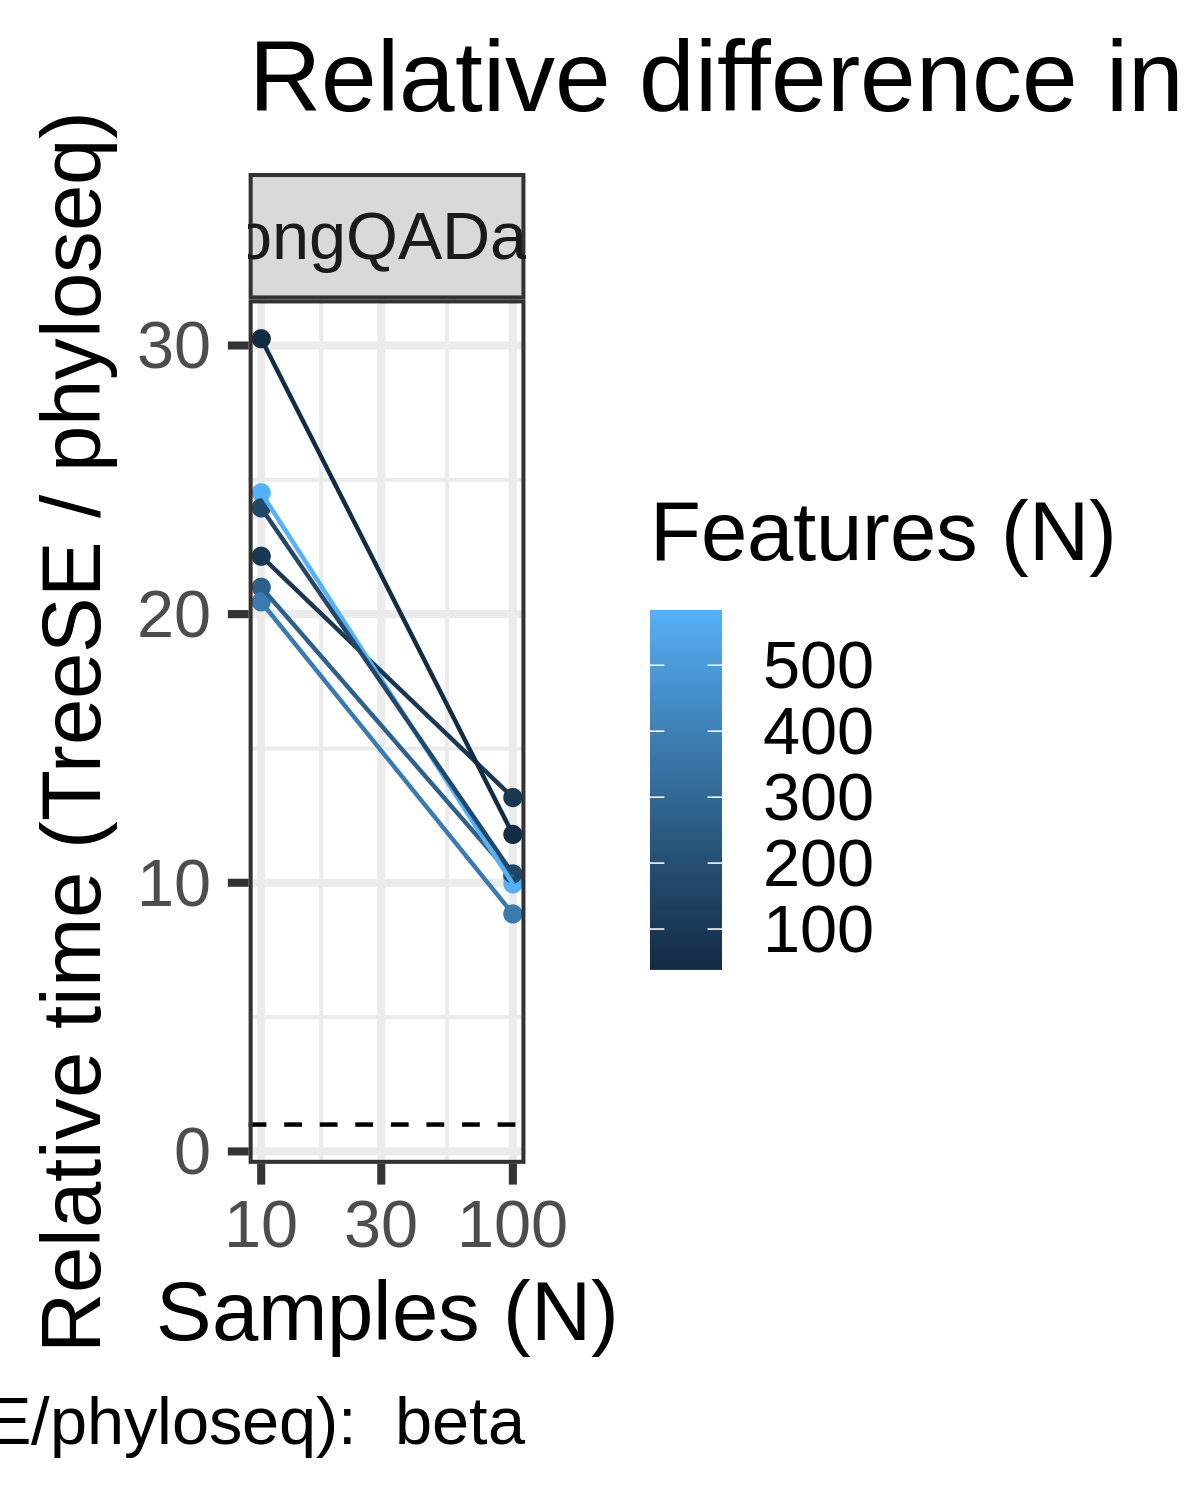 Relative difference in
Relative time (TreeSE / phyloseq)
ongQADa
30
20
10
0
10 30 100
Samples (N)
Features (N)
500
400
300
200
100
E/phyloseq): beta